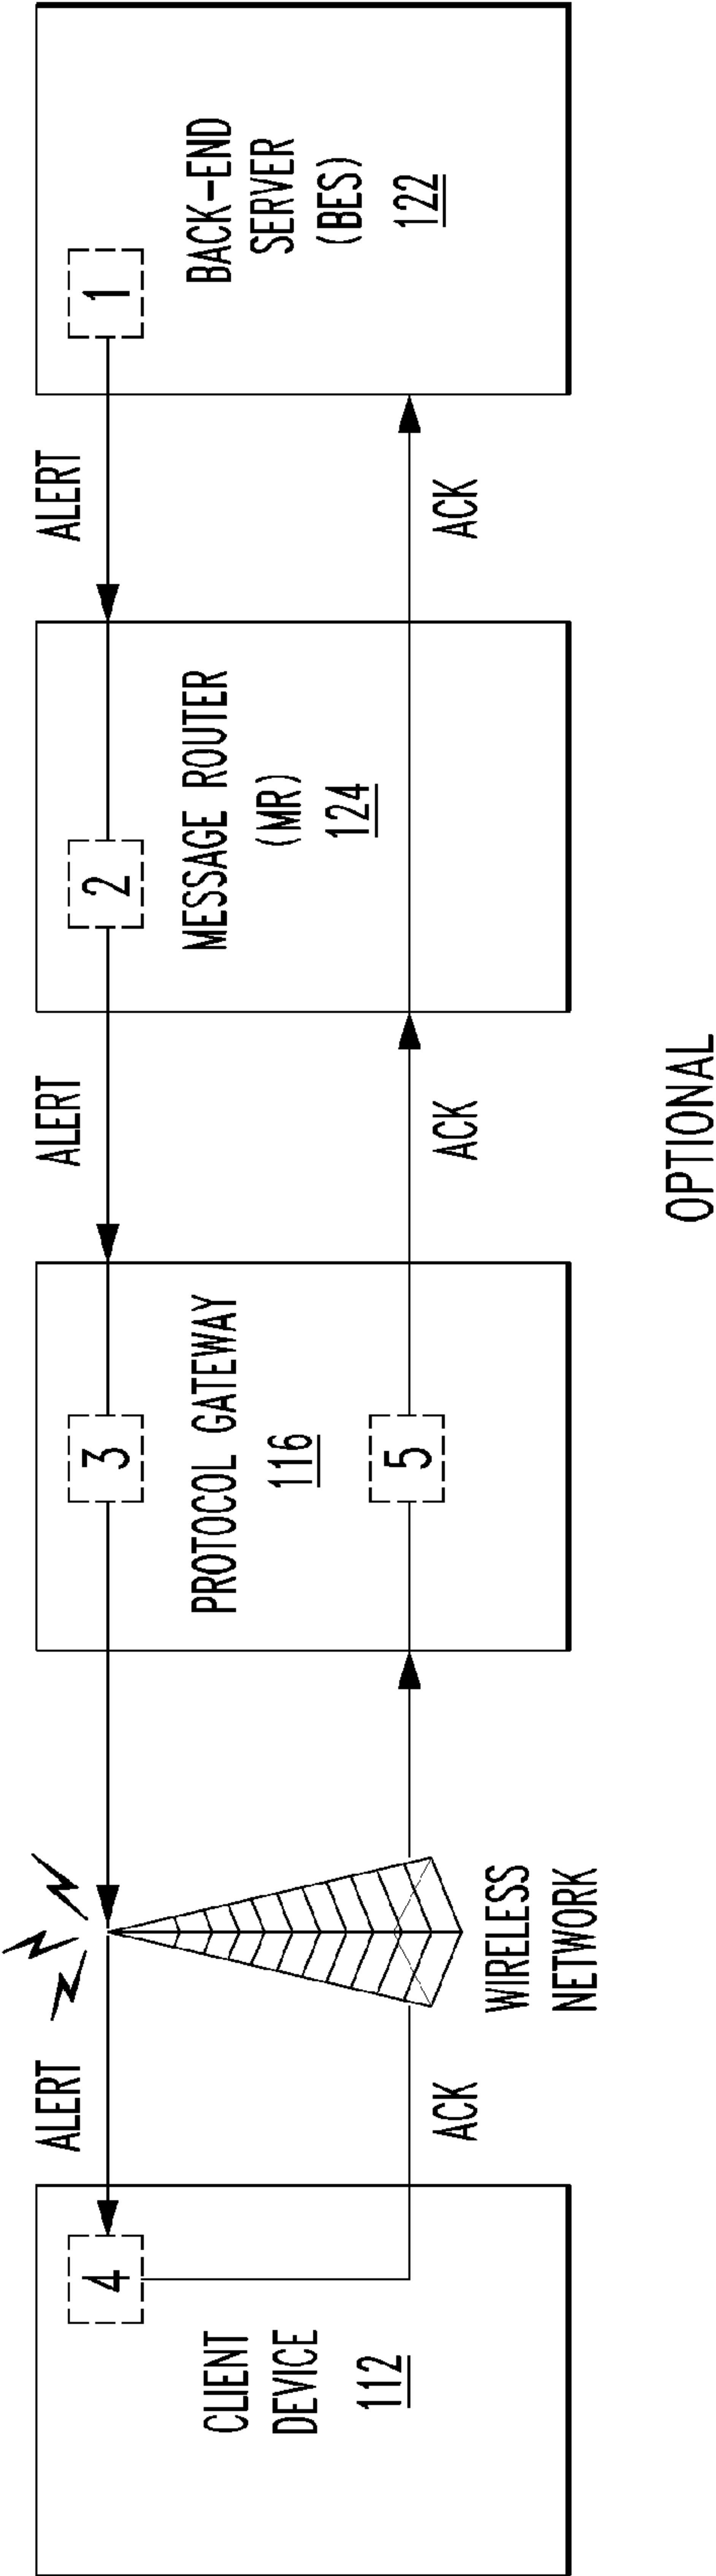 ALERT
ALERT
ALERT
4
3
2
1
CLIENT
DEVICE
112
PROTOCOL GATEWAY
116
MESSAGE ROUTER
(MR)
124
BACK-END
SERVER
(BES)
122
5
ACK
ACK
ACK
WIRELESS
NETWORK
OPTIONAL